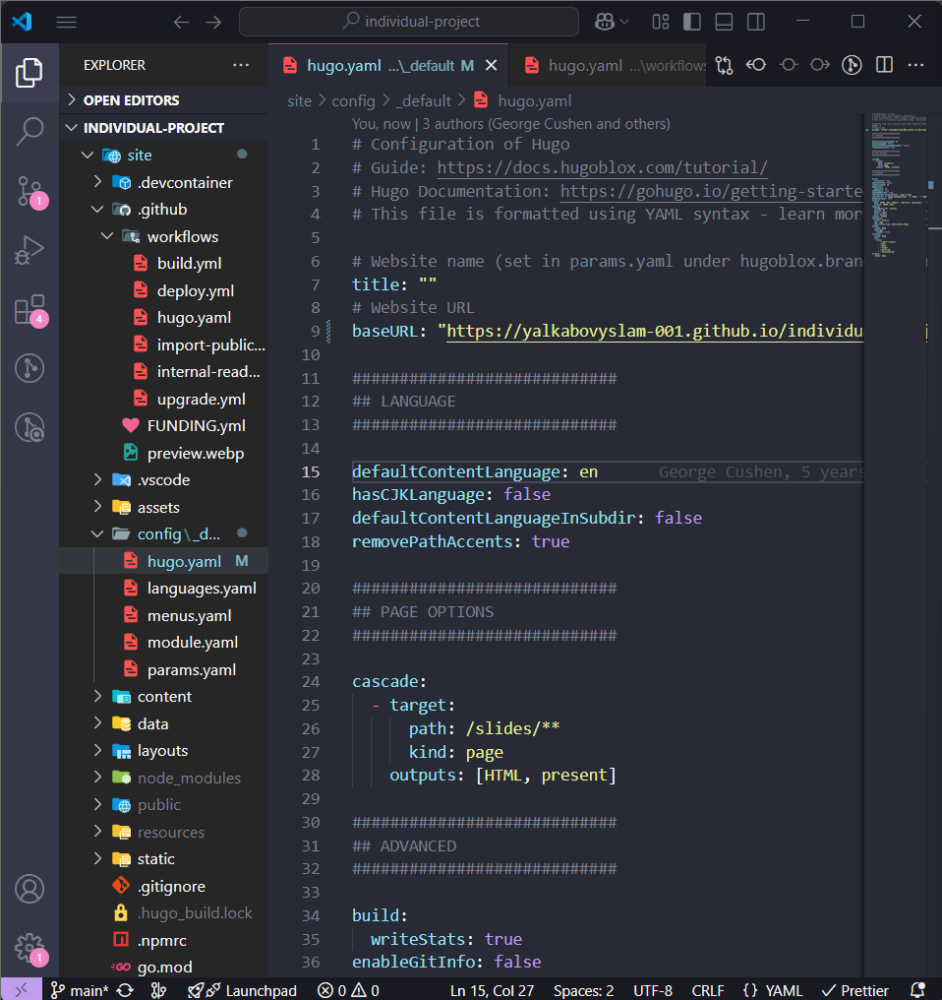 individual-project
EXPLORER
OPEN EDITORS
INDIVIDUAL-PROJECT
site
.devcontainer
.github
workflows
build.yml
deploy.yml
hugo.yaml
import-public...
internal-read...
upgrade.yml
FUNDING.yml
preview.webp
.vscode
assets
config\_d...
hugo.yaml M
languages.yaml
menus.yaml
module.yaml
params.yaml
content
data
layouts
node_modules
public
resources
static
.gitignore
.hugo_build.lock
.npmrc
go.mod
1
4
1
hugo.yaml ...\_default M
hugo.yaml ...\workflows
site > config > _default > hugo.yaml
You, now | 3 authors (George Cushen and others)
1 # Configuration of Hugo
2 # Guide: https://docs.hugoblox.com/tutorial/
3 # Hugo Documentation: https://gohugo.io/getting-starte
4 # This file is formatted using YAML syntax - learn mor
5
6 # Website name (set in params.yaml under hugoblox.bran
7 title: ""
8 # Website URL
9 baseURL: "https://yalkabovyslam-001.github.io/individu
10
11 ############################
12 ## LANGUAGE
13 ############################
14
15 defaultContentLanguage: en George Cushen, 5 years
16 hasCJKLanguage: false
17 defaultContentLanguageInSubdir: false
18 removePathAccents: true
19
20 ############################
21 ## PAGE OPTIONS
22 ############################
23
24 cascade:
25 - target:
26 path: /slides/**
27 kind: page
28 outputs: [HTML, present]
29
30 ############################
31 ## ADVANCED
32 ############################
33
34 build:
35 writeStats: true
36 enableGitInfo: false
main* Launchpad 0 0 Ln 15, Col 27 Spaces: 2 UTF-8 CRLF {} YAML Prettier